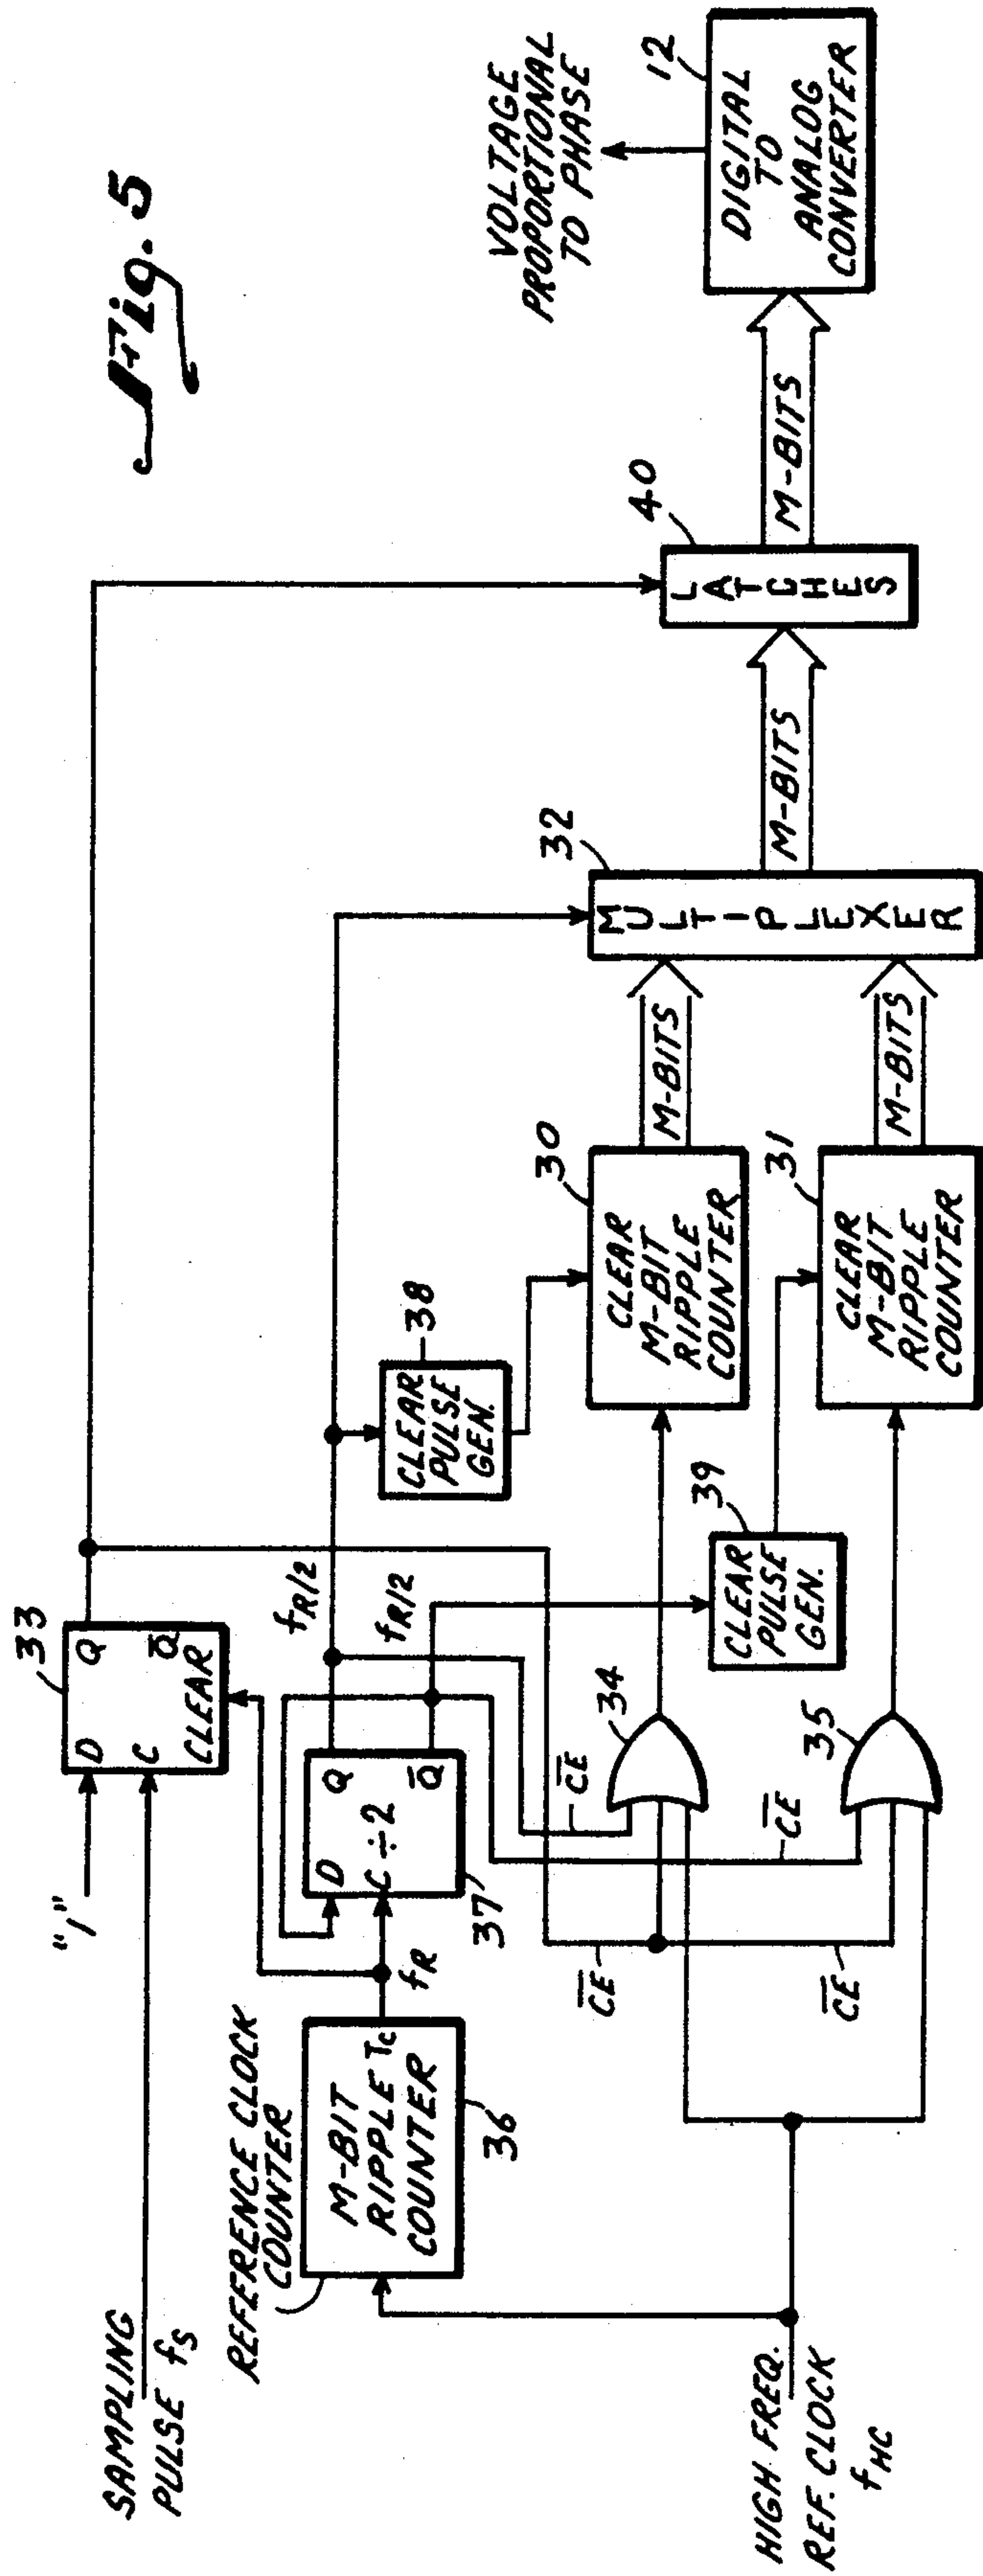 Fig. 5
SAMPLING
PULSE fS
"1"
33
D
Q
C
Q̅
CLEAR
REFERENCE CLOCK
COUNTER
M-BIT
RIPPLE TC
COUNTER
36
fR
D
Q
C ÷2
Q̅
37
fR/2
fR/2
CLEAR
PULSE
GEN.
38
CLEAR
PULSE
GEN.
39
HIGH FREQ.
REF. CLOCK
fHC
C̅E̅
C̅E̅
C̅E̅
C̅E̅
34
35
30
CLEAR
M-BIT
RIPPLE
COUNTER
31
CLEAR
M-BIT
RIPPLE
COUNTER
M-BITS
M-BITS
32
MULTIPLEXER
M-BITS
40
LATCHES
M-BITS
12
DIGITAL
TO
ANALOG
CONVERTER
VOLTAGE
PROPORTIONAL
TO PHASE